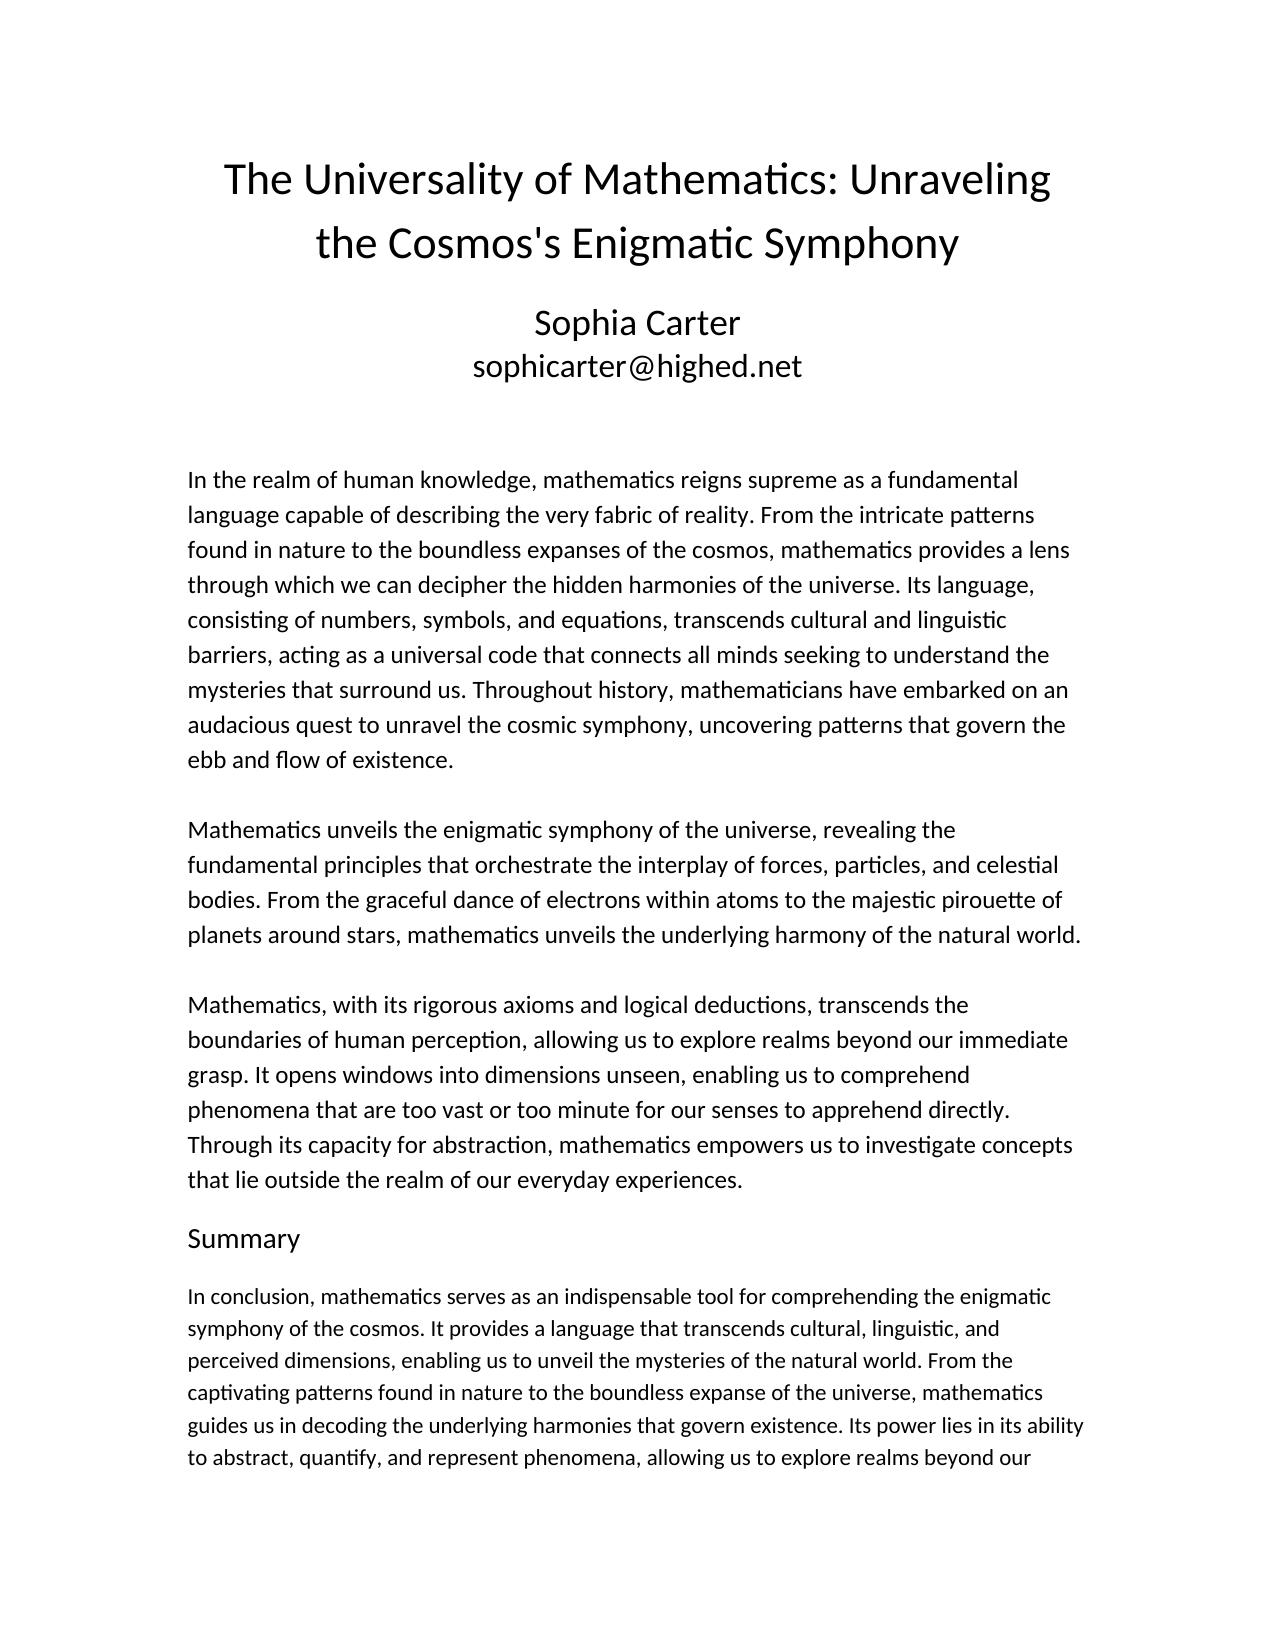 The Universality of Mathematics: Unraveling
the Cosmos's Enigmatic Symphony
Sophia Carter
sophicarter@highed.net
In the realm of human knowledge, mathematics reigns supreme as a fundamental
language capable of describing the very fabric of reality. From the intricate patterns
found in nature to the boundless expanses of the cosmos, mathematics provides a lens
through which we can decipher the hidden harmonies of the universe. Its language,
consisting of numbers, symbols, and equations, transcends cultural and linguistic
barriers, acting as a universal code that connects all minds seeking to understand the
mysteries that surround us. Throughout history, mathematicians have embarked on an
audacious quest to unravel the cosmic symphony, uncovering patterns that govern the
ebb and flow of existence.
Mathematics unveils the enigmatic symphony of the universe, revealing the
fundamental principles that orchestrate the interplay of forces, particles, and celestial
bodies. From the graceful dance of electrons within atoms to the majestic pirouette of
planets around stars, mathematics unveils the underlying harmony of the natural world.
Mathematics, with its rigorous axioms and logical deductions, transcends the
boundaries of human perception, allowing us to explore realms beyond our immediate
grasp. It opens windows into dimensions unseen, enabling us to comprehend
phenomena that are too vast or too minute for our senses to apprehend directly.
Through its capacity for abstraction, mathematics empowers us to investigate concepts
that lie outside the realm of our everyday experiences.
Summary
In conclusion, mathematics serves as an indispensable tool for comprehending the enigmatic
symphony of the cosmos. It provides a language that transcends cultural, linguistic, and
perceived dimensions, enabling us to unveil the mysteries of the natural world. From the
captivating patterns found in nature to the boundless expanse of the universe, mathematics
guides us in decoding the underlying harmonies that govern existence. Its power lies in its ability
to abstract, quantify, and represent phenomena, allowing us to explore realms beyond our